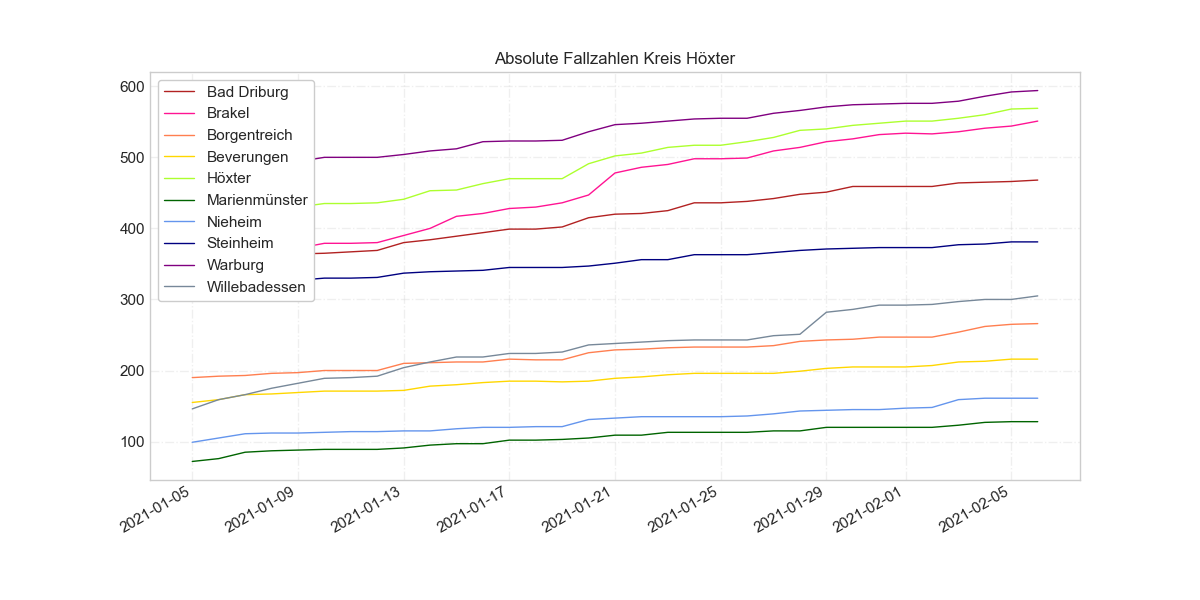 Absolute Fallzahlen Kreis Höxter
600
500
400
300
200
100
Bad Driburg
Brakel
Borgentreich
Beverungen
Höxter
Marienmünster
Nieheim
Steinheim
Warburg
Willebadessen
2021-01-05
2021-01-09
2021-01-13
2021-01-17
2021-01-21
2021-01-25
2021-01-29
2021-02-01
2021-02-05